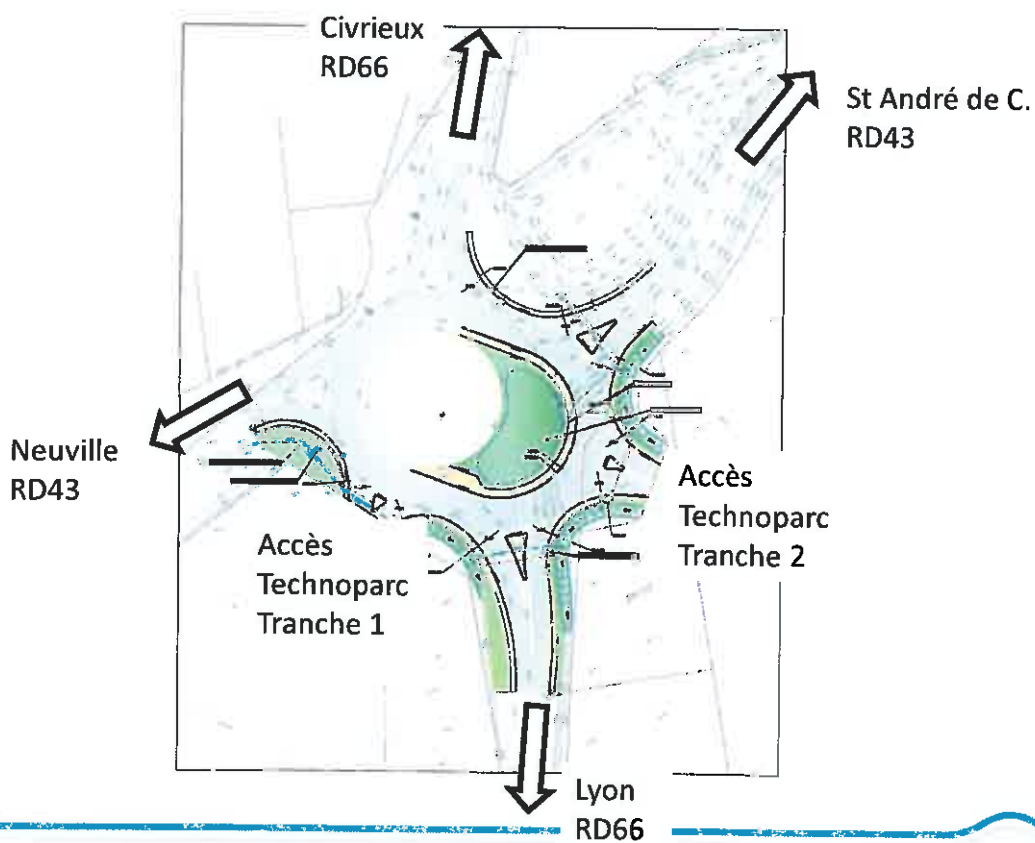 Civrieux
RD66
St André de C.
RD43
Neuville
RD43
Accès
Technoparc
Tranche 1
Accès
Technoparc
Tranche 2
Lyon
RD66